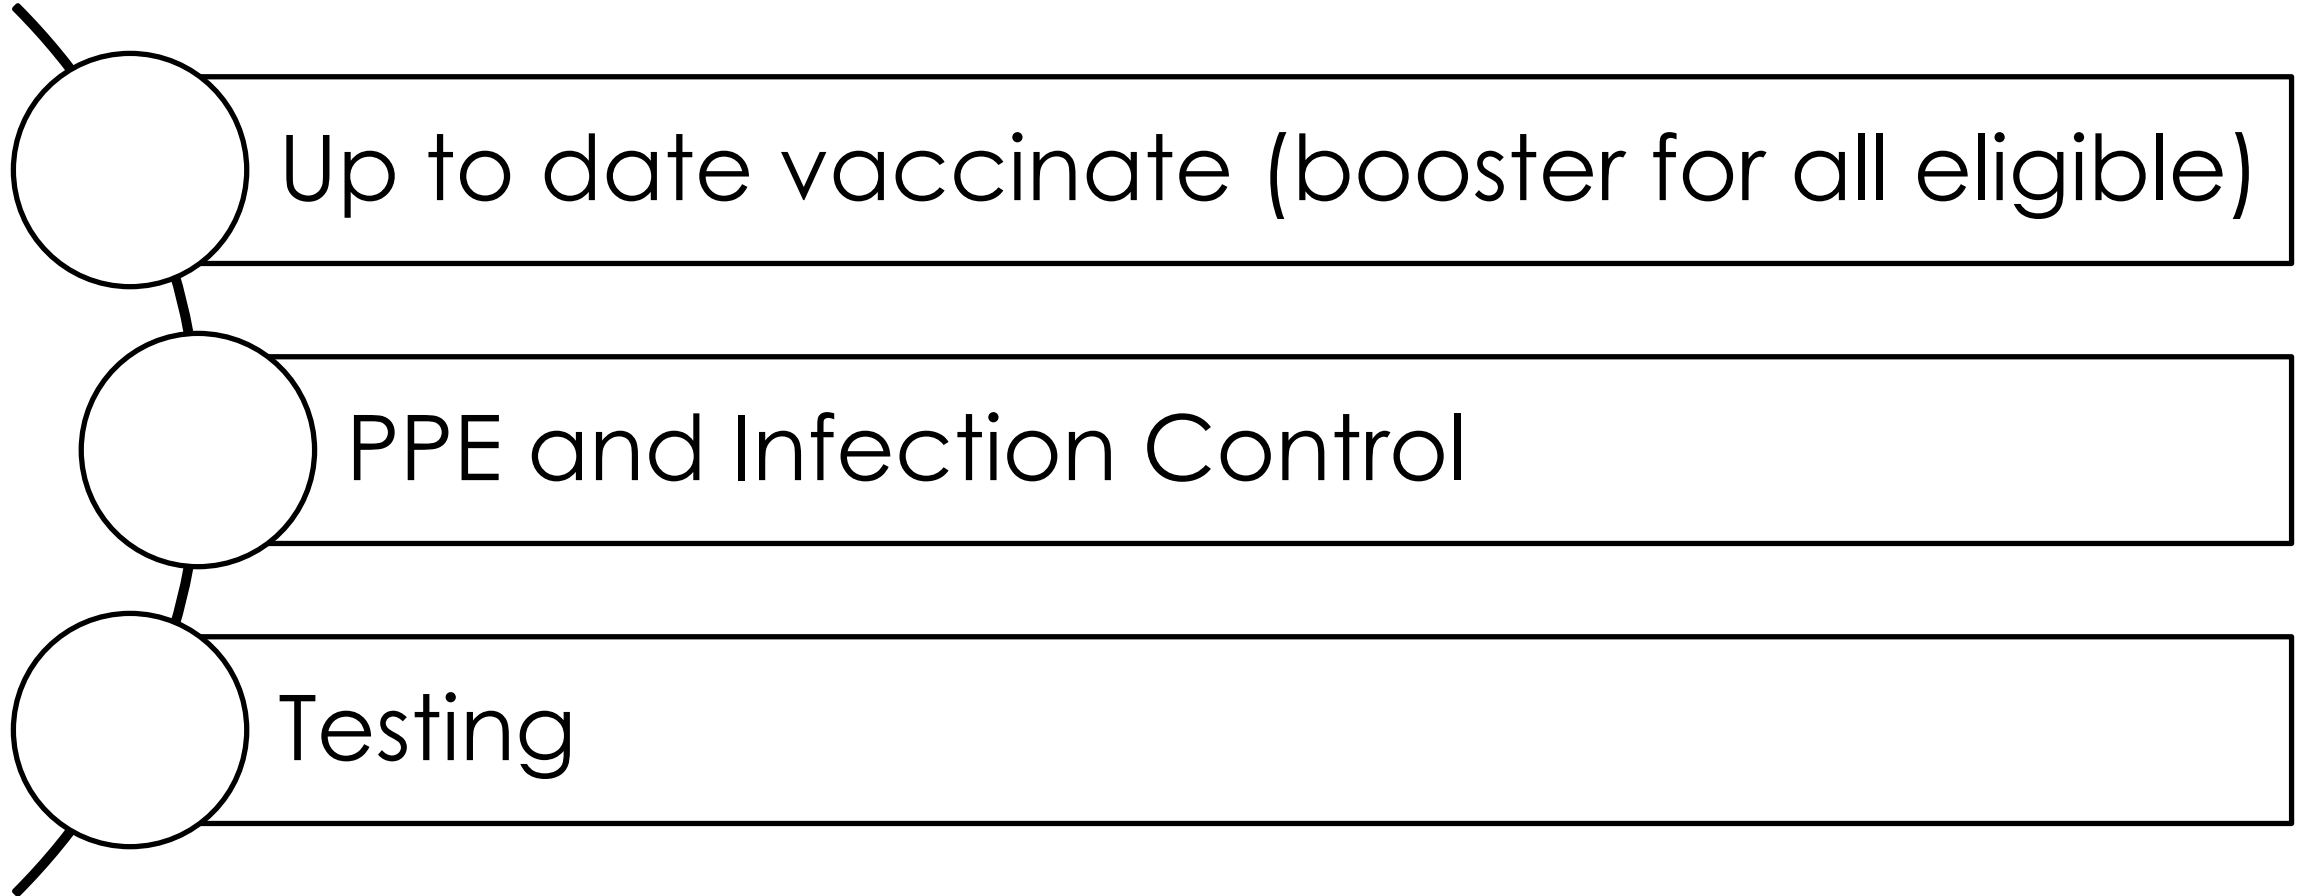 Up to date vaccinate (booster for all eligible)
PPE and Infection Control
Testing